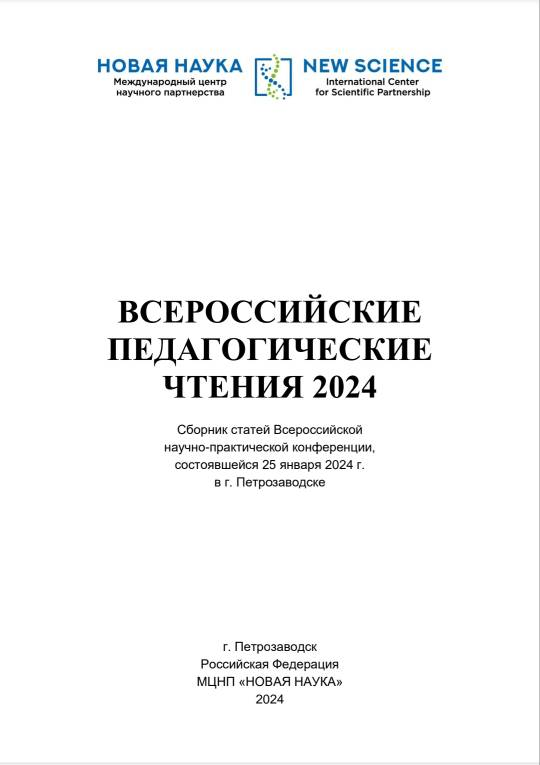 НОВАЯ НАУКА
Международный центр
научного партнерства
NEW SCIENCE
International Center
for Scientific Partnership
ВСЕРОССИЙСКИЕ
ПЕДАГОГИЧЕСКИЕ
ЧТЕНИЯ 2024
Сборник статей Всероссийской
научно-практической конференции,
состоявшейся 25 января 2024 г.
в г. Петрозаводске
г. Петрозаводск
Российская Федерация
МЦНП «НОВАЯ НАУКА»
2024